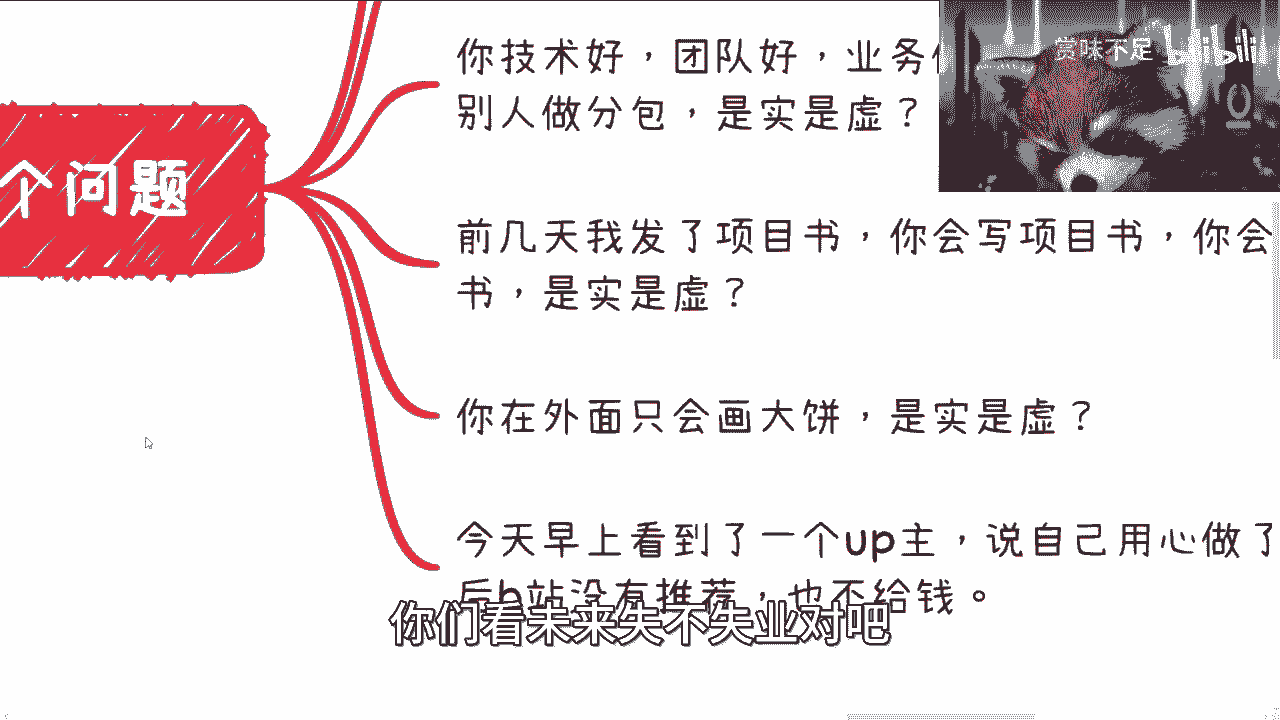 你技术好，团队好，业务
别人做分包，是实是虚？
赏味不足 bilibili
个问题
前几天我发了项目书，你会写项目书，你会
书，是实是虚？
你在外面只会画大饼，是实是虚？
今天早上看到了一个up主，说自己用心做了
后b站没有推荐，也不给钱。
你们看未来失不失业对吧